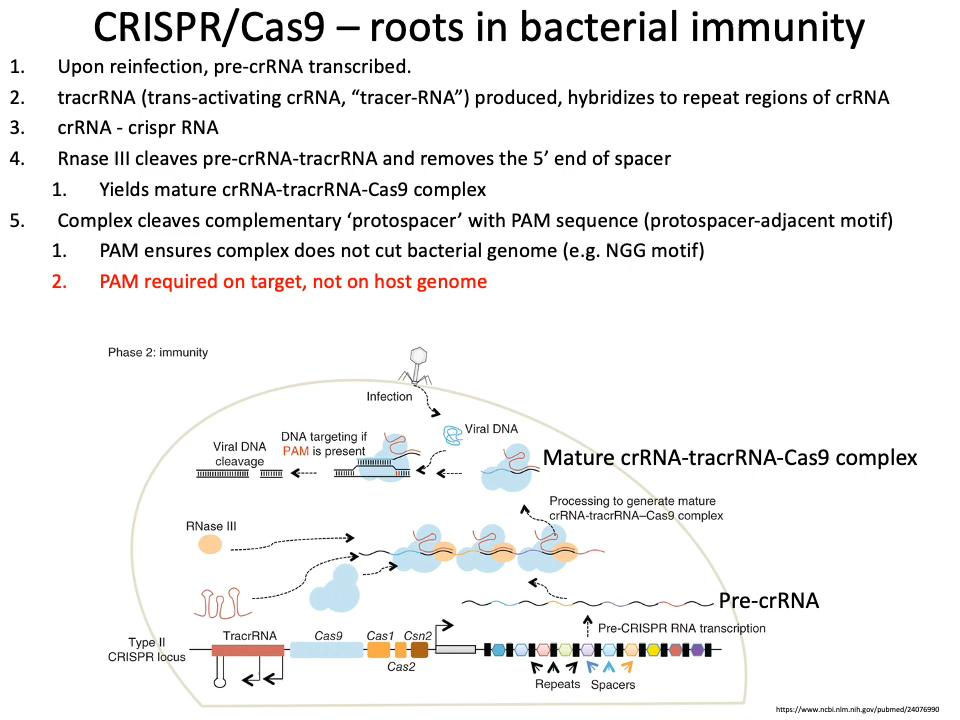 CRISPR/Cas9 – roots in bacterial immunity
1. Upon reinfection, pre-crRNA transcribed.
2. tracrRNA (trans-activating crRNA, “tracer-RNA”) produced, hybridizes to repeat regions of crRNA
3. crRNA - crispr RNA
4. Rnase III cleaves pre-crRNA-tracrRNA and removes the 5’ end of spacer
1. Yields mature crRNA-tracrRNA-Cas9 complex
5. Complex cleaves complementary ‘protospacer’ with PAM sequence (protospacer-adjacent motif)
1. PAM ensures complex does not cut bacterial genome (e.g. NGG motif)
2. PAM required on target, not on host genome
Phase 2: immunity
Infection
Viral DNA
cleavage
DNA targeting if
PAM is present
Viral DNA
Mature crRNA-tracrRNA-Cas9 complex
Processing to generate mature
crRNA-tracrRNA–Cas9 complex
RNase III
Pre-crRNA
Pre-CRISPR RNA transcription
Type II
CRISPR locus
TracrRNA
Cas9
Cas1
Csn2
Cas2
Repeats
Spacers
https://www.ncbi.nlm.nih.gov/pubmed/24076990